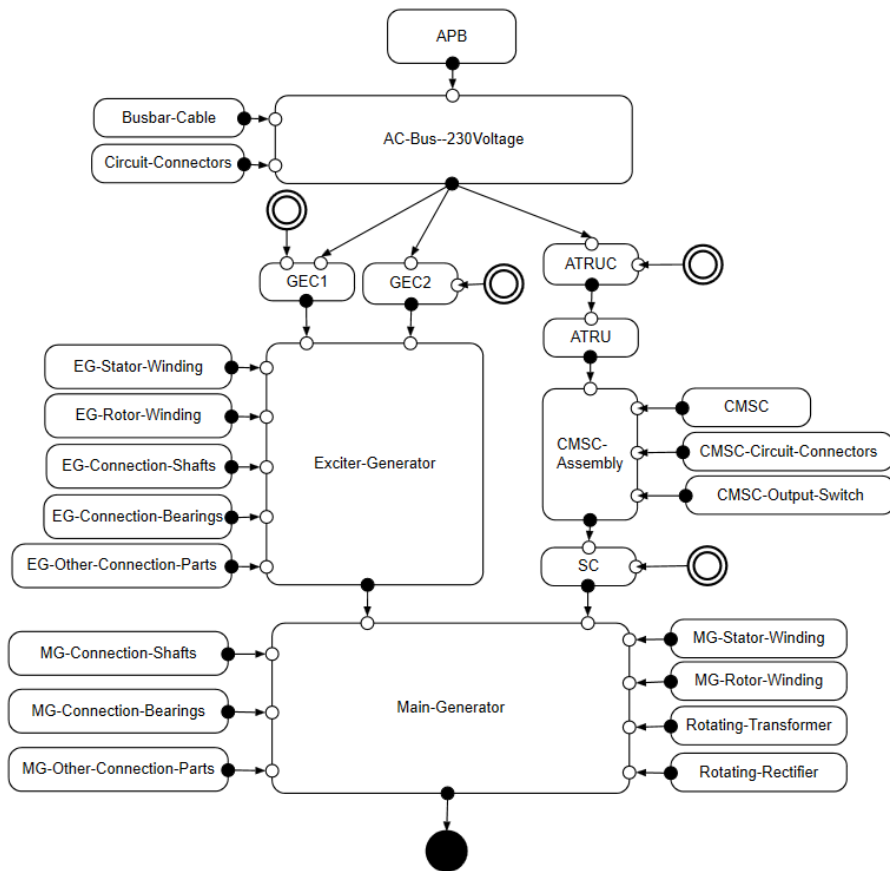 APB
Busbar-Cable
AC-Bus--230Voltage
Circuit-Connectors
GEC1
GEC2
ATRUC
ATRU
EG-Stator-Winding
EG-Rotor-Winding
EG-Connection-Shafts
EG-Connection-Bearings
EG-Other-Connection-Parts
Exciter-Generator
CMSC-
Assembly
CMSC
CMSC-Circuit-Connectors
CMSC-Output-Switch
SC
MG-Connection-Shafts
MG-Connection-Bearings
MG-Other-Connection-Parts
Main-Generator
MG-Stator-Winding
MG-Rotor-Winding
Rotating-Transformer
Rotating-Rectifier